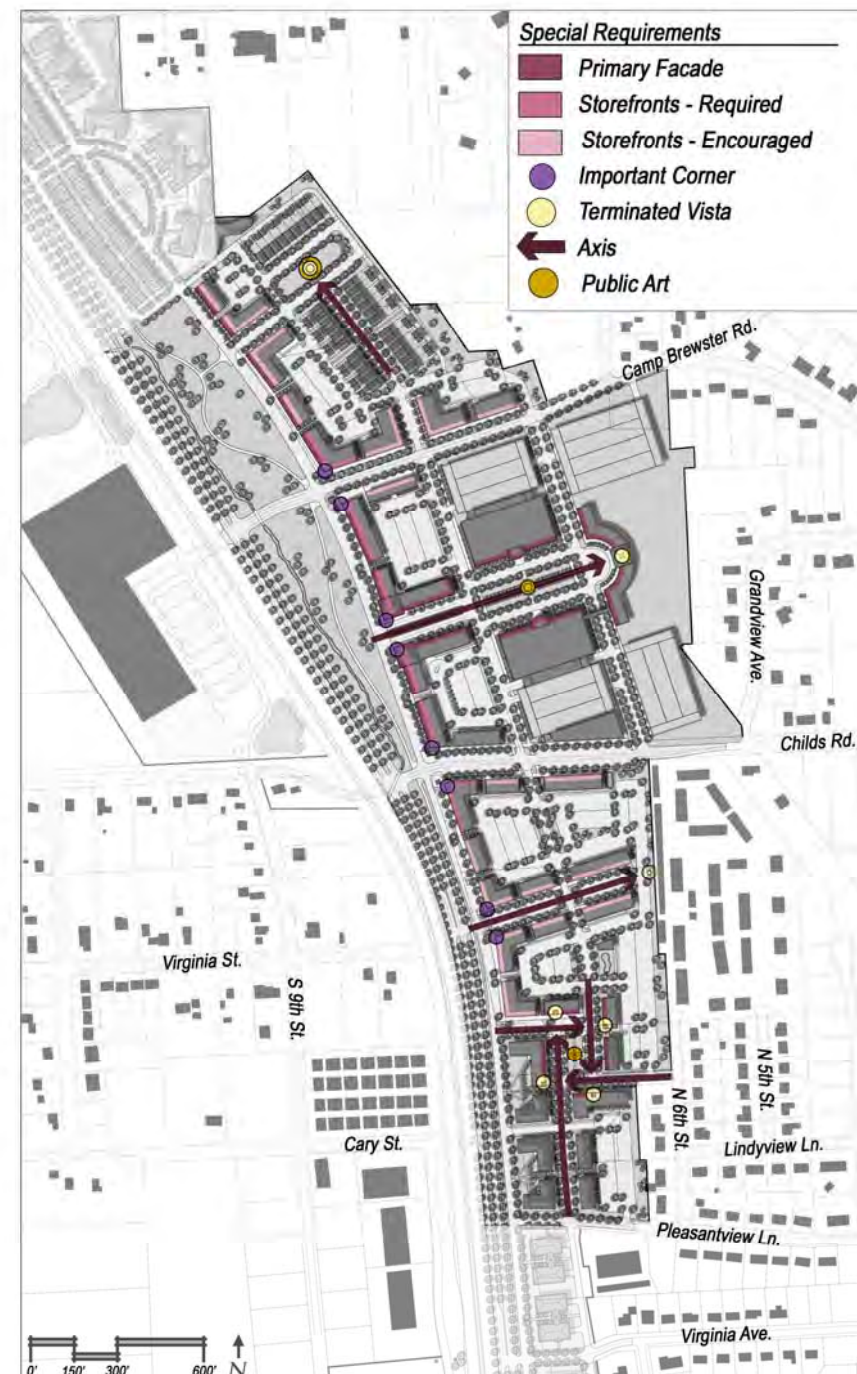 Special Requirements
Primary Facade
Storefronts - Required
Storefronts - Encouraged
Important Corner
Terminated Vista
Axis
Public Art
Camp Brewster Rd.
Grandview Ave.
Childs Rd.
Virginia St.
S 9th St.
N 5th St.
N 6th St.
Cary St.
Lindyview Ln.
Pleasantview Ln.
Virginia Ave.
0' 150' 300' 600' N